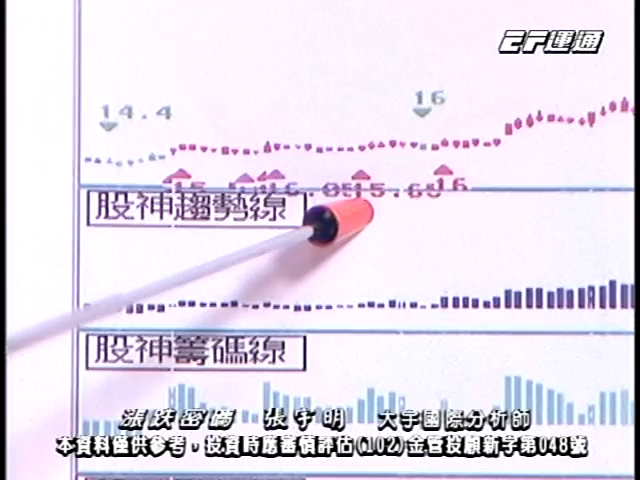 EF運通
14.4
16
16
股神趨勢線
股神籌碼線
漲跌密碼 張宇明 大宇國際分析師
本資料僅供參考，投資時應審慎評估(102)金管投顧新字第048號